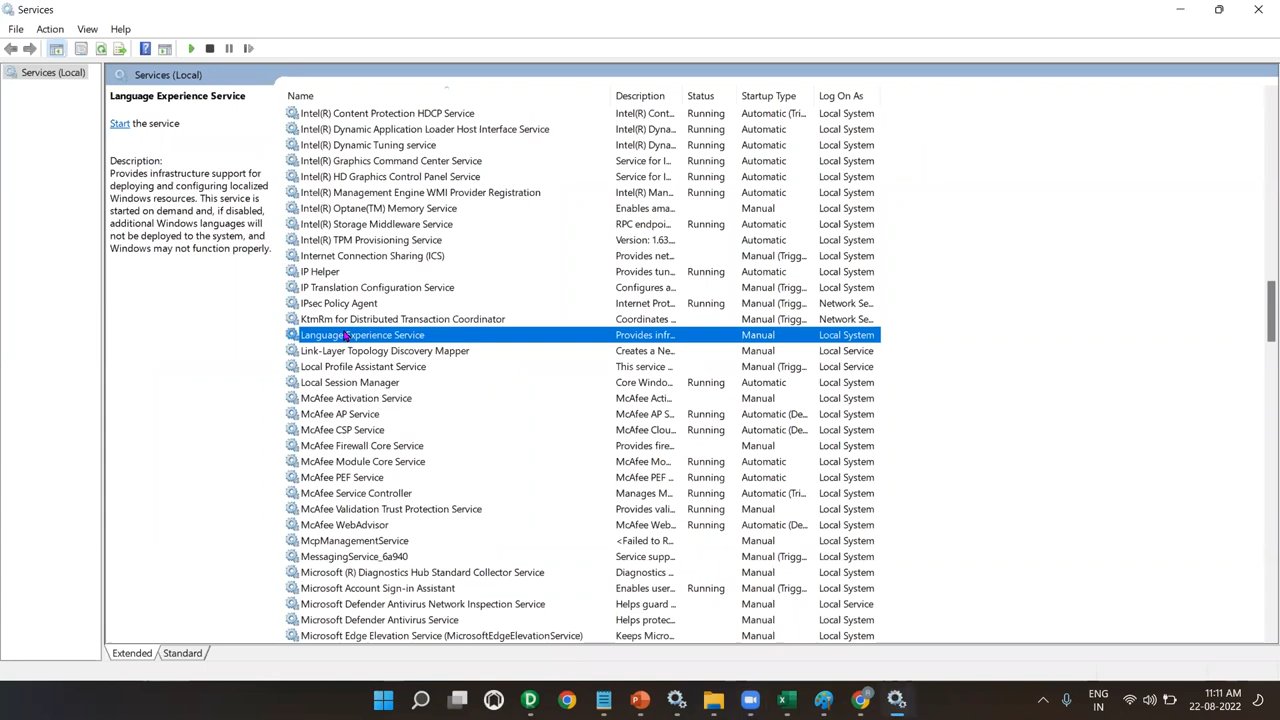 Services
File Action View Help
Services (Local)
Services (Local)
Language Experience Service
Start the service
Description:
Provides infrastructure support for
deploying and configuring localized
Windows resources. This service is
started on demand and, if disabled,
additional Windows languages will
not be deployed to the system, and
Windows may not function properly.
Name Description Status Startup Type Log On As
Intel(R) Content Protection HDCP Service Intel(R) Cont... Running Automatic (Tri... Local System
Intel(R) Dynamic Application Loader Host Interface Service Intel(R) Dyna... Running Automatic Local System
Intel(R) Dynamic Tuning service Intel(R) Dyna... Running Automatic Local System
Intel(R) Graphics Command Center Service Service for I... Running Automatic Local System
Intel(R) HD Graphics Control Panel Service Service for I... Running Automatic Local System
Intel(R) Management Engine WMI Provider Registration Intel(R) Man... Running Automatic Local System
Intel(R) Optane(TM) Memory Service Enables ama... Manual Local System
Intel(R) Storage Middleware Service RPC endpoi... Running Automatic Local System
Intel(R) TPM Provisioning Service Version: 1.63... Automatic Local System
Internet Connection Sharing (ICS) Provides net... Manual (Trigg... Local System
IP Helper Provides tun... Running Automatic Local System
IP Translation Configuration Service Configures a... Manual (Trigg... Local System
IPsec Policy Agent Internet Prot... Running Manual (Trigg... Network Se...
KtmRm for Distributed Transaction Coordinator Coordinates ... Manual (Trigg... Network Se...
Language Experience Service Provides infr... Manual Local System
Link-Layer Topology Discovery Mapper Creates a Ne... Manual Local Service
Local Profile Assistant Service This service ... Manual (Trigg... Local Service
Local Session Manager Core Windo... Running Automatic Local System
McAfee Activation Service McAfee Acti... Manual Local System
McAfee AP Service McAfee AP S... Running Automatic (De... Local System
McAfee CSP Service McAfee Clou... Running Automatic (De... Local System
McAfee Firewall Core Service Provides fire... Manual Local System
McAfee Module Core Service McAfee Mo... Running Automatic Local System
McAfee PEF Service McAfee PEF ... Running Automatic Local System
McAfee Service Controller Manages M... Running Automatic (Tri... Local System
McAfee Validation Trust Protection Service Provides vali... Running Manual Local System
McAfee WebAdvisor McAfee Web... Running Automatic (De... Local System
McpManagementService <Failed to R... Manual Local System
MessagingService_6a940 Service supp... Manual (Trigg... Local System
Microsoft (R) Diagnostics Hub Standard Collector Service Diagnostics ... Manual Local System
Microsoft Account Sign-in Assistant Enables user... Running Manual (Trigg... Local System
Microsoft Defender Antivirus Network Inspection Service Helps guard ... Manual Local Service
Microsoft Defender Antivirus Service Helps protec... Manual Local System
Microsoft Edge Elevation Service (MicrosoftEdgeElevationService) Keeps Micro... Manual Local System
Extended Standard
ENG 11:11 AM
IN 22-08-2022